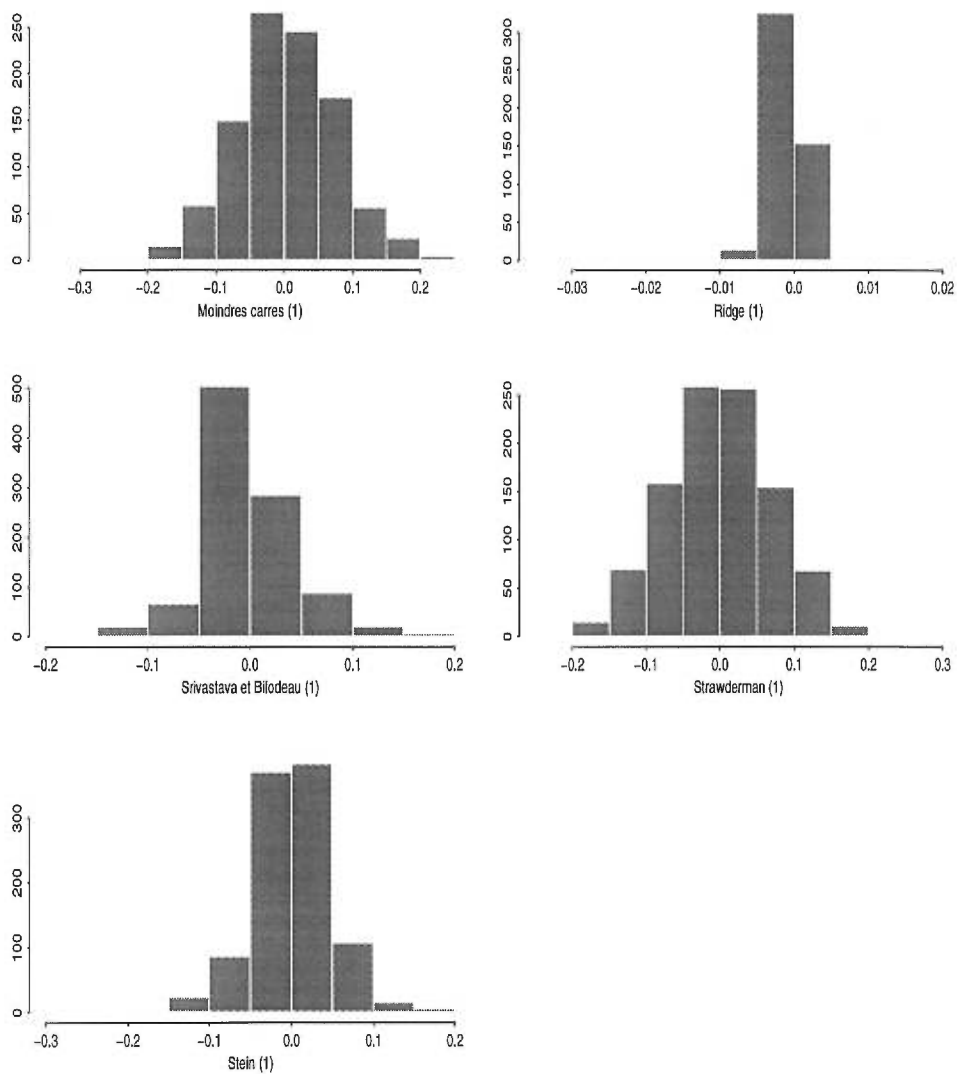 250
200
150
100
50
0
-0.3 -0.2 -0.1 0.0 0.1 0.2
Moindres carres (1)
300
250
200
150
100
50
0
-0.03 -0.02 -0.01 0.0 0.01 0.02
Ridge (1)
500
400
300
200
100
0
-0.2 -0.1 0.0 0.1 0.2
Srivastava et Bilodeau (1)
250
200
150
100
50
0
-0.2 -0.1 0.0 0.1 0.2 0.3
Strawderman (1)
300
200
100
0
-0.3 -0.2 -0.1 0.0 0.1 0.2
Stein (1)